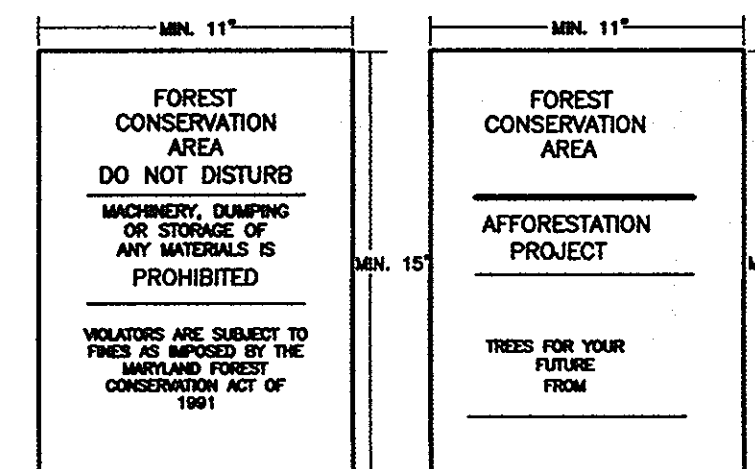 MIN. 11"
FOREST
CONSERVATION
AREA
DO NOT DISTURB
MACHINERY, DUMPING
OR STORAGE OF
ANY MATERIALS IS
PROHIBITED
VIOLATORS ARE SUBJECT TO
FINES AS IMPOSED BY THE
MARYLAND FOREST
CONSERVATION ACT OF
1991
MIN. 15"
MIN. 11"
FOREST
CONSERVATION
AREA
AFFORESTATION
PROJECT
TREES FOR YOUR
FUTURE
FROM